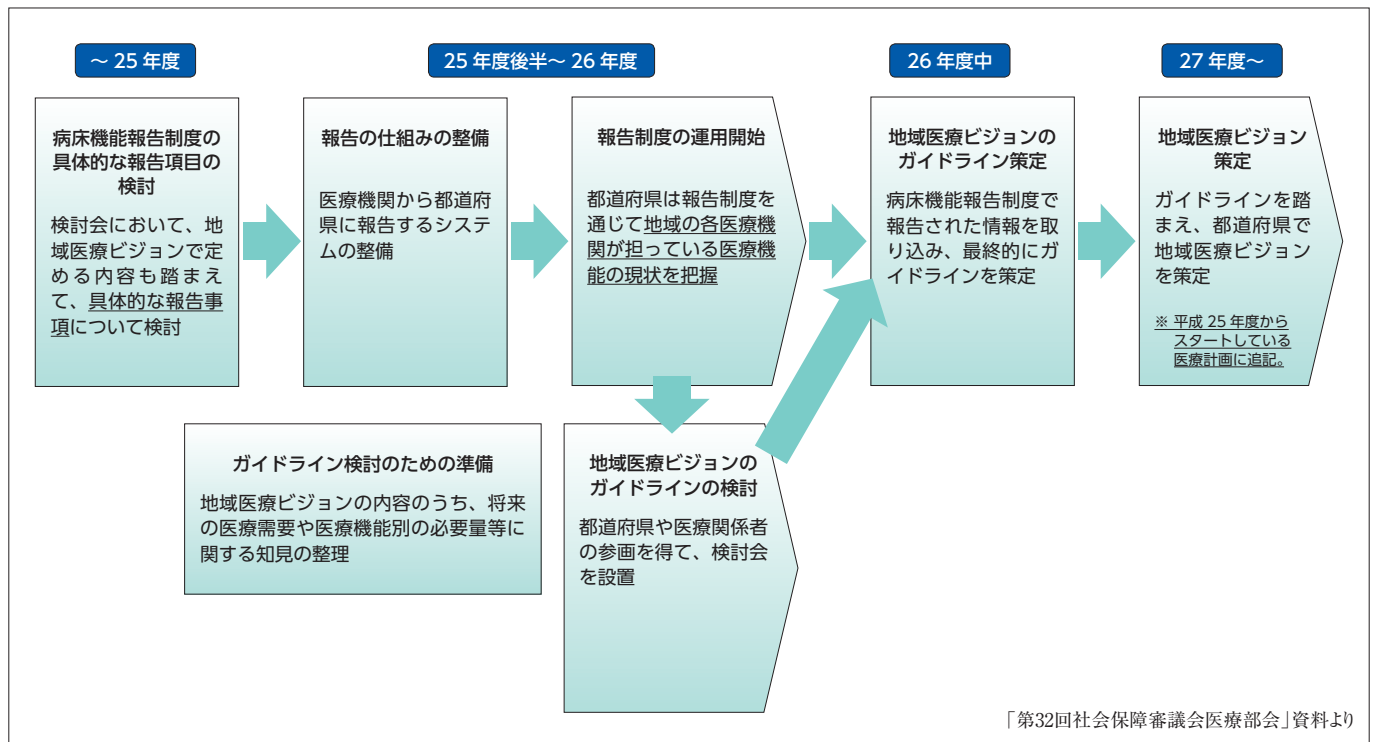 ～ 25 年度
25 年度後半～ 26 年度
26 年度中
27 年度～
病床機能報告制度の
具体的な報告項目の
検討
検討会において、地
域医療ビジョンで定
める内容も踏まえ
て、具体的な報告事
項について検討
報告の仕組みの整備
医療機関から都道府
県に報告するシステ
ムの整備
報告制度の運用開始
都道府県は報告制度を
通じて地域の各医療機
関が担っている医療機
能の現状を把握
地域医療ビジョンの
ガイドライン策定
病床機能報告制度で
報告された情報を取
り込み、最終的にガ
イドラインを策定
地域医療ビジョン
策定
ガイドラインを踏
まえ、都道府県で
地域医療ビジョン
を策定
※ 平成 25 年度から
スタートしている
医療計画に追記。
ガイドライン検討のための準備
地域医療ビジョンの内容のうち、将来
の医療需要や医療機能別の必要量等に
関する知見の整理
地域医療ビジョンの
ガイドラインの検討
都道府県や医療関係者
の参画を得て、検討会
を設置
「第32回社会保障審議会医療部会」資料より